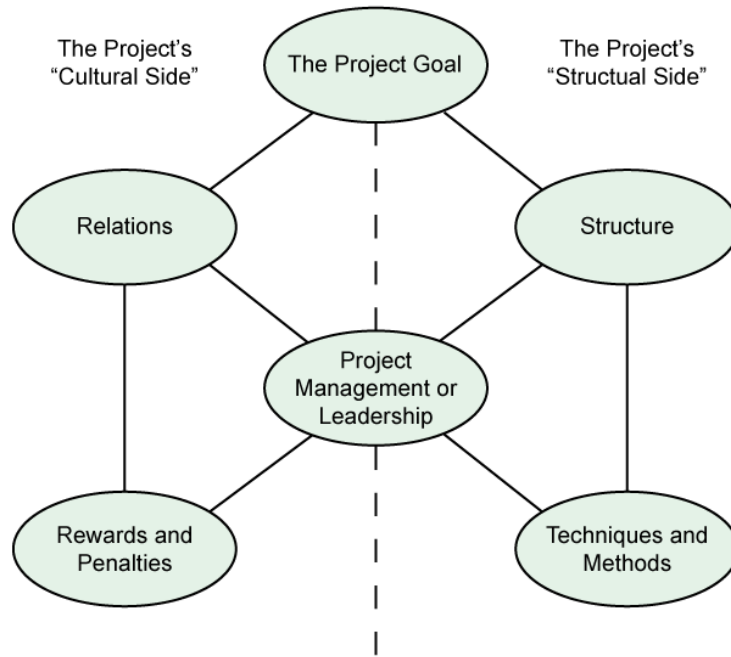 The Project's
“Cultural Side”
The Project Goal
The Project's
“Structual Side”
Relations
Structure
Project
Management or
Leadership
Rewards and
Penalties
Techniques and
Methods